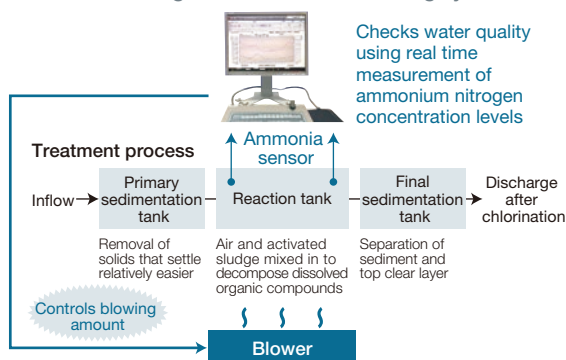 Checks water quality
using real time
measurement of
ammonium nitrogen
concentration levels
Ammonia
sensor
Treatment process
Inflow
Primary
sedimentation
tank
Reaction tank
Final
sedimentation
tank
Discharge
after
chlorination
Removal of
solids that settle
relatively easier
Air and activated
sludge mixed in to
decompose dissolved
organic compounds
Separation of
sediment and
top clear layer
Controls blowing
amount
Blower